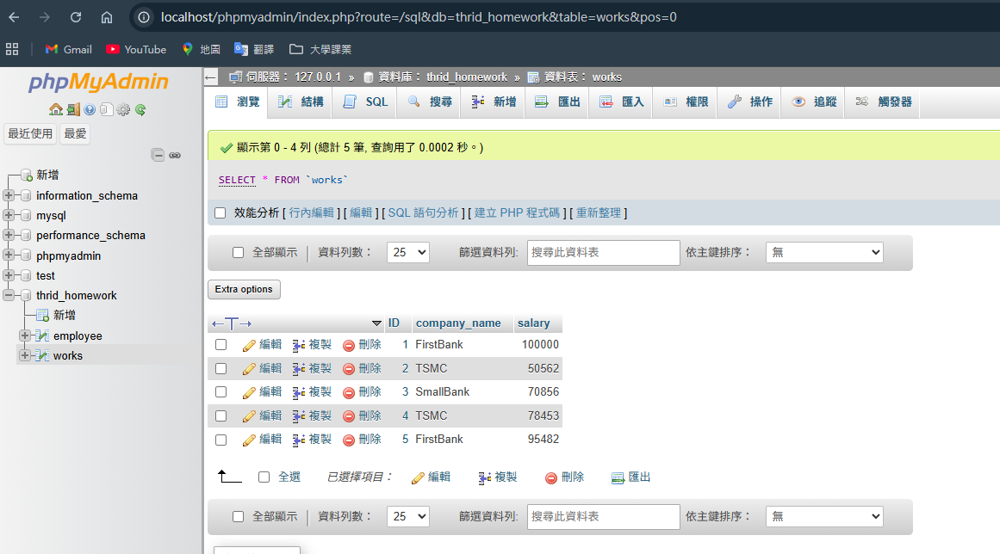 localhost/phpmyadmin/index.php?route=/sql&db=thrid_homework&table=works&pos=0
Gmail YouTube 地圖 翻譯 大學課業
phpMyAdmin
最近使用 最愛
新增
information_schema
mysql
performance_schema
phpmyadmin
test
thrid_homework
新增
employee
works
伺服器： 127.0.0.1 » 資料庫： thrid_homework » 資料表： works
瀏覽 結構 SQL 搜尋 新增 匯出 匯入 權限 操作 追蹤 觸發器
顯示第 0 - 4 列 (總計 5 筆, 查詢用了 0.0002 秒。)
SELECT * FROM `works`
效能分析 [ 行內編輯 ] [ 編輯 ] [ SQL 語句分析 ] [ 建立 PHP 程式碼 ] [ 重新整理 ]
全部顯示 | 資料列數： 25 篩選資料列: 搜尋此資料表 依主鍵排序： 無
Extra options
←T→ ID company_name salary
編輯 複製 刪除 1 FirstBank 100000
編輯 複製 刪除 2 TSMC 50562
編輯 複製 刪除 3 SmallBank 70856
編輯 複製 刪除 4 TSMC 78453
編輯 複製 刪除 5 FirstBank 95482
全選 已選擇項目： 編輯 複製 刪除 匯出
全部顯示 | 資料列數： 25 篩選資料列: 搜尋此資料表 依主鍵排序： 無